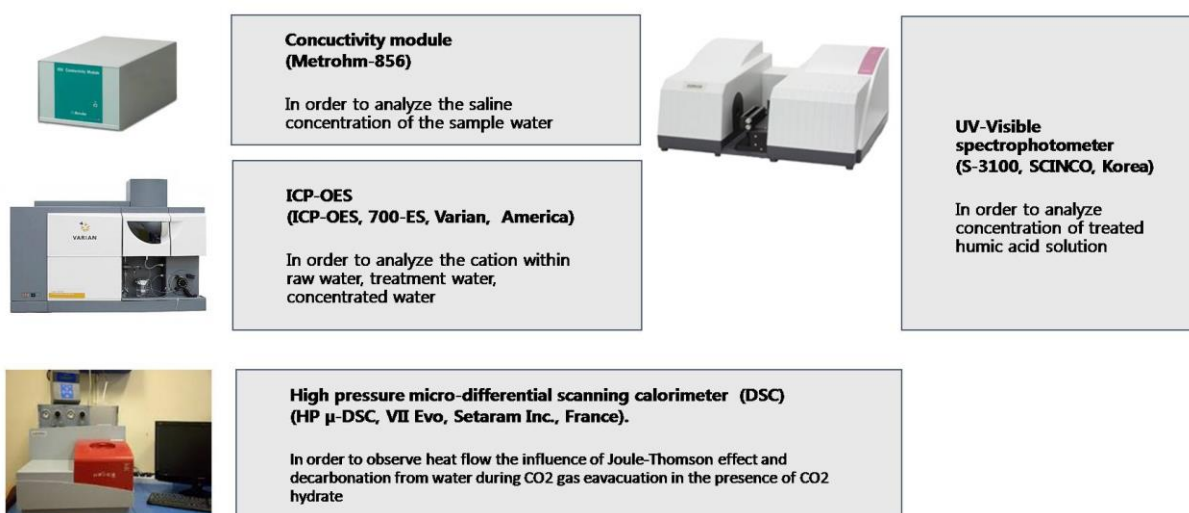 Concuctivity module
(Metrohm-856)
In order to analyze the saline
concentration of the sample water
UV-Visible
spectrophotometer
(S-3100, SCINCO, Korea)
In order to analyze
concentration of treated
humic acid solution
VARIAN
ICP-OES
(ICP-OES, 700-ES, Varian, America)
In order to analyze the cation within
raw water, treatment water,
concentrated water
High pressure micro-differential scanning calorimeter (DSC)
(HP μ-DSC, VII Evo, Setaram Inc., France).
In order to observe heat flow the influence of Joule-Thomson effect and
decarbonation from water during CO2 gas eavacuation in the presence of CO2
hydrate